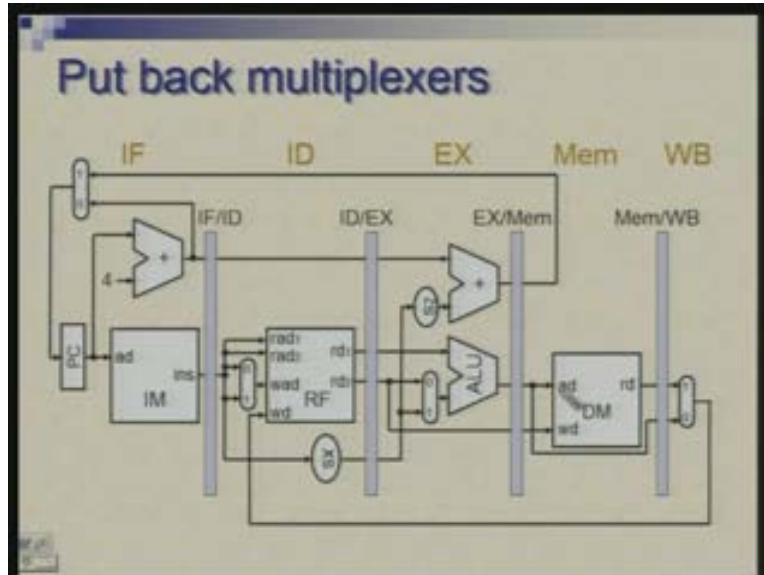 Put back multiplexers
IF ID EX Mem WB
IF/ID ID/EX EX/Mem Mem/WB
1
0
+
4
+
s2
PC
ad
IM
ins
rad1
rad2
wad
wd
RF
rd1
rd2
0
1
0
1
ALU
sx
ad
wd
rd
DM
1
0